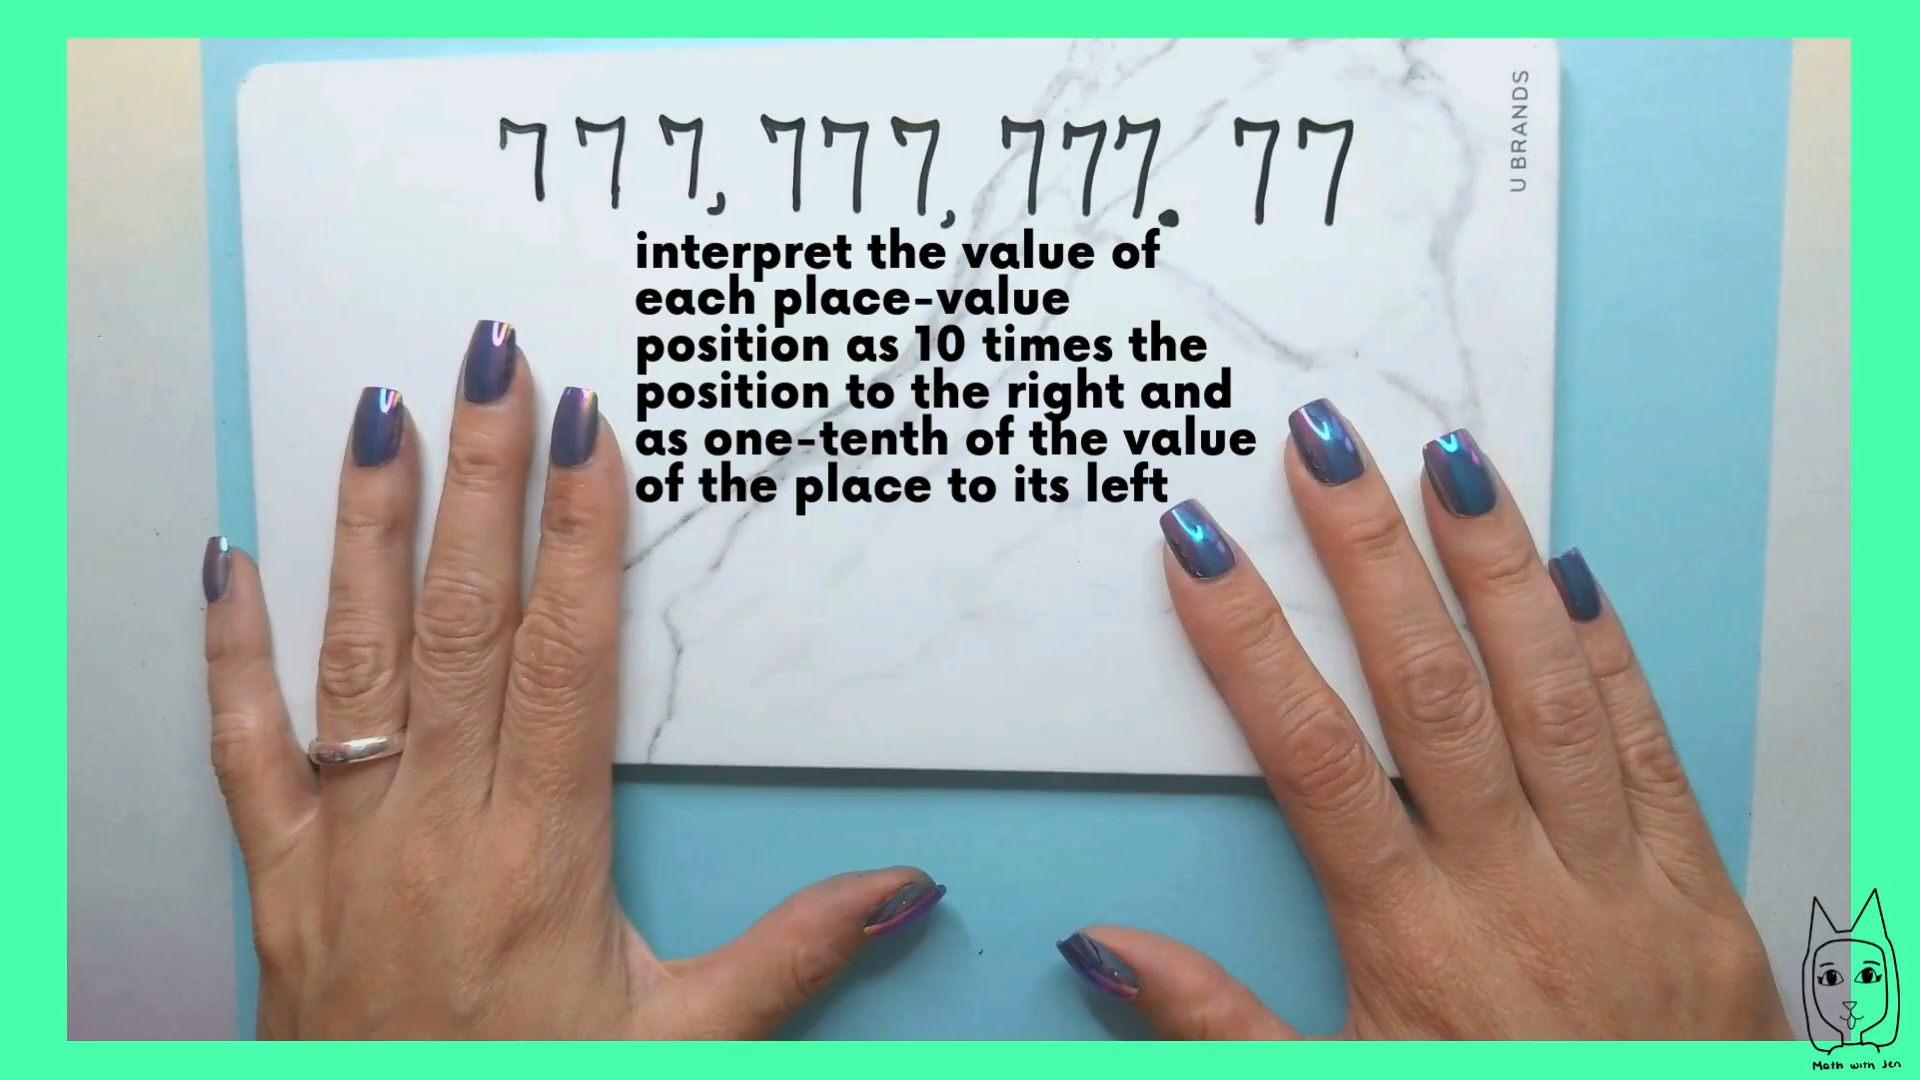 777,777,777.77
U BRANDS
interpret the value of
each place-value
position as 10 times the
position to the right and
as one-tenth of the value
of the place to its left
Math with Jen